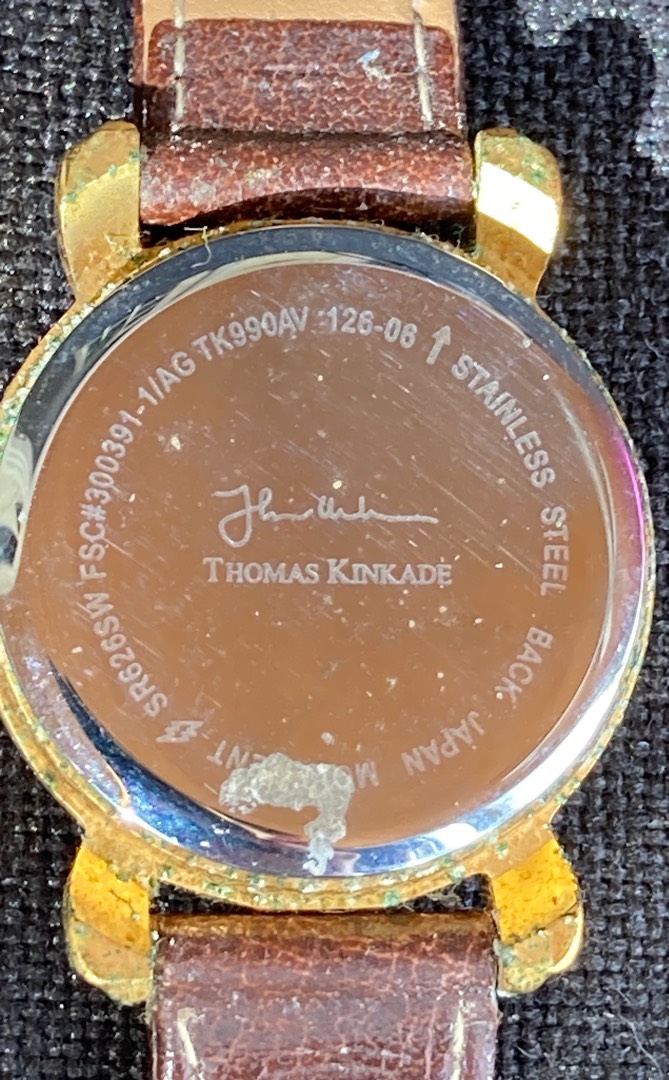 SR626SW FSC#300391-1/AG TK990AV 126-06 ↑ STAINLESS STEEL BACK, JAPAN
THOMAS KINKADE